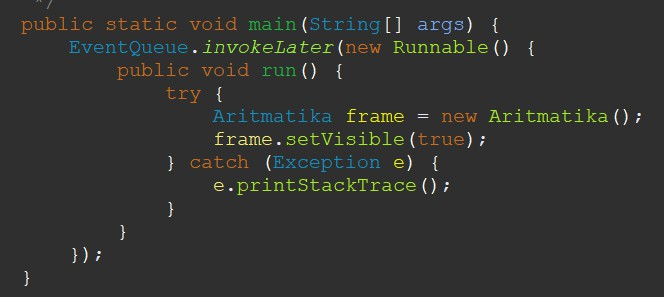 */
public static void main(String[] args) {
EventQueue.invokeLater(new Runnable() {
public void run() {
try {
Aritmatika frame = new Aritmatika();
frame.setVisible(true);
} catch (Exception e) {
e.printStackTrace();
}
}
});
}